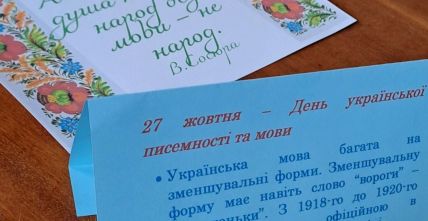 душа
народ
мови – не
народ.
В. Бобора
27 жовтня – День української
писемності та мови
• Українська мова багата на
зменшувальні форми. Зменшувальну
форму має навіть слово "вороги" –
З 1918-го до 1920-го
офіційною в